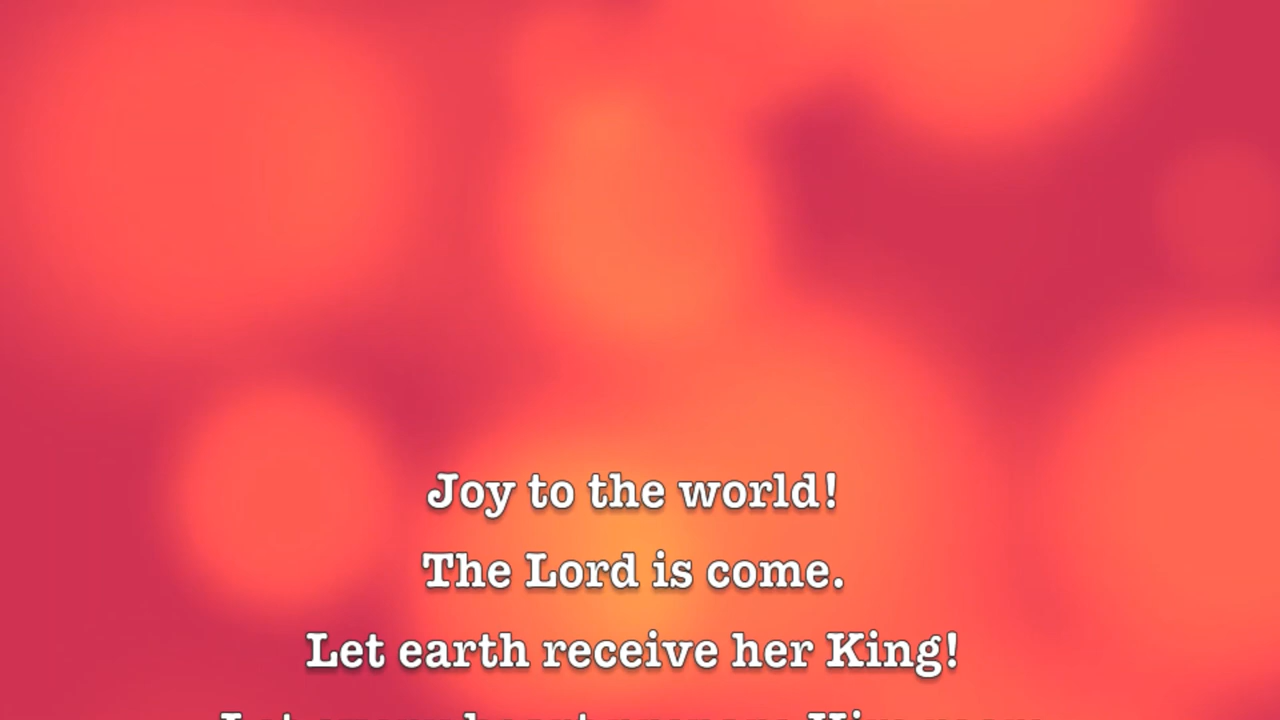 Joy to the world!
The Lord is come.
Let earth receive her King!